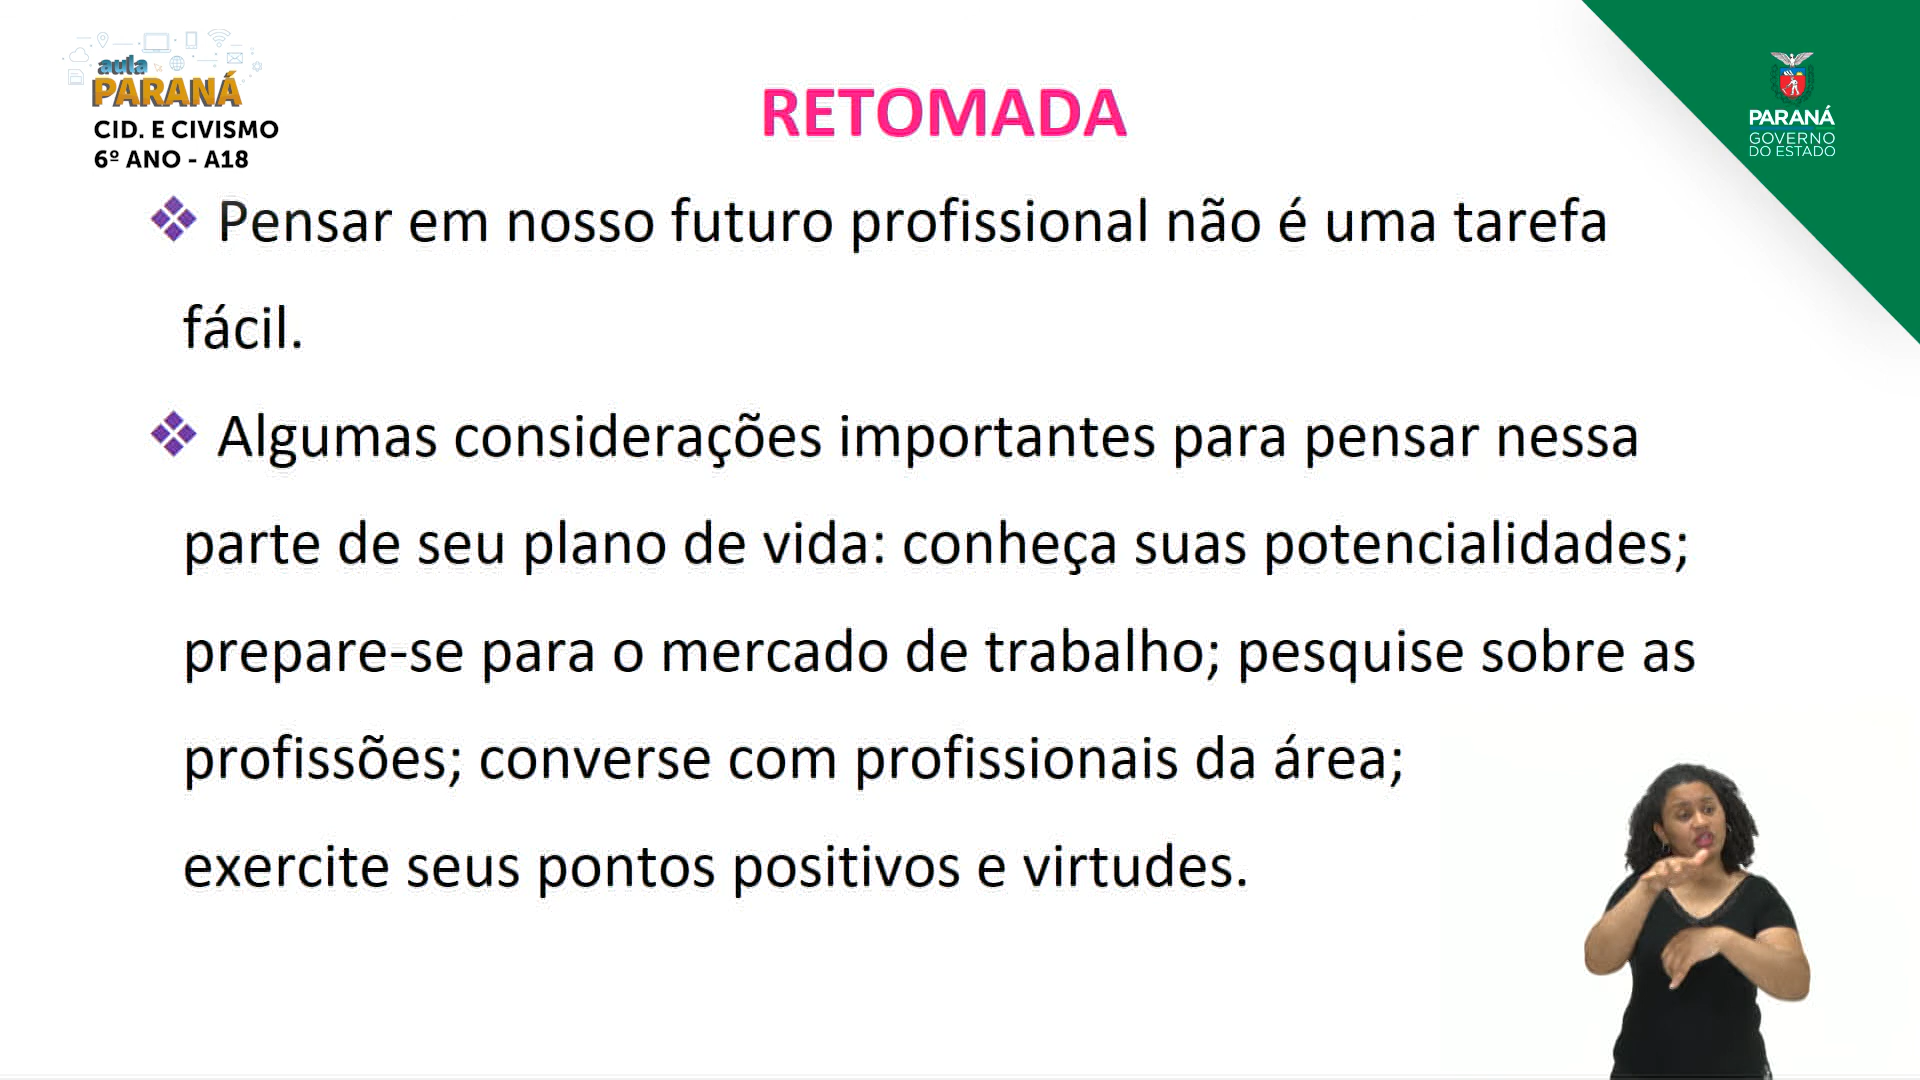 aula
PARANÁ
CID. E CIVISMO
6º ANO - A18
RETOMADA
PARANÁ
GOVERNO
DO ESTADO
❖ Pensar em nosso futuro profissional não é uma tarefa
fácil.
❖ Algumas considerações importantes para pensar nessa
parte de seu plano de vida: conheça suas potencialidades;
prepare-se para o mercado de trabalho; pesquise sobre as
profissões; converse com profissionais da área;
exercite seus pontos positivos e virtudes.